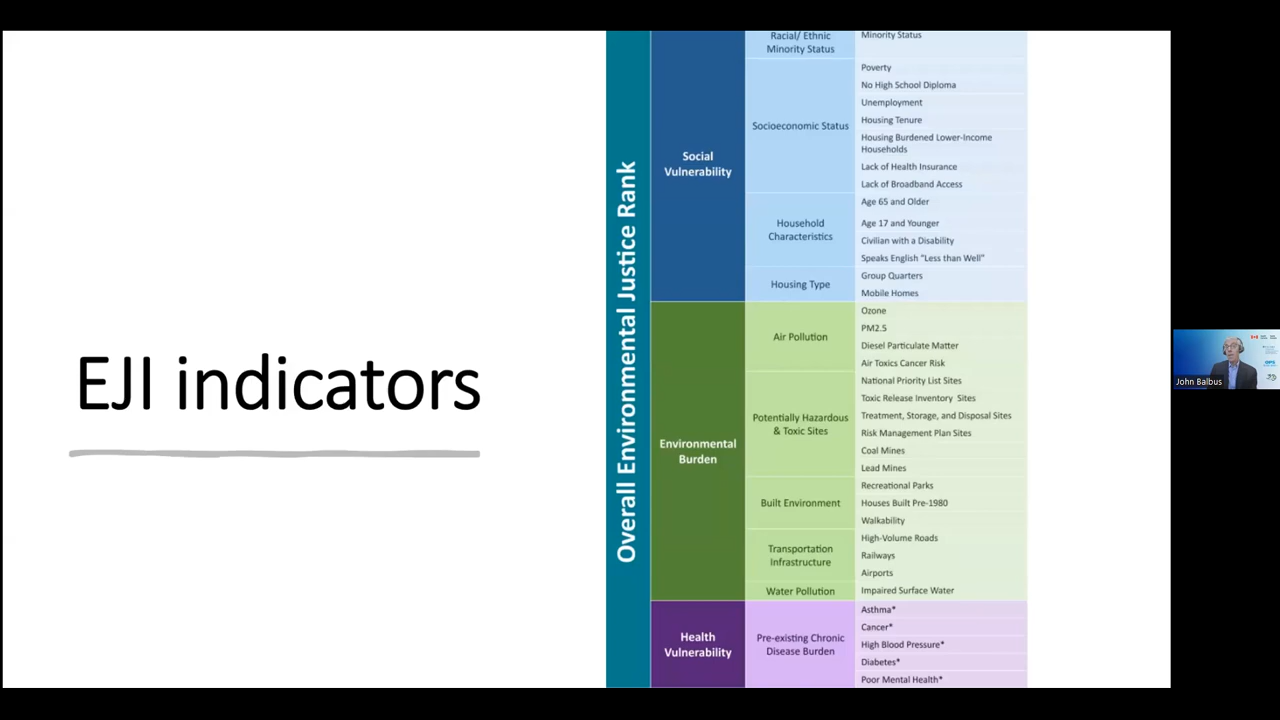 EJI indicators
Overall Environmental Justice Rank
Social
Vulnerability
Racial/ Ethnic
Minority Status
Minority Status
Socioeconomic Status
Poverty
No High School Diploma
Unemployment
Housing Tenure
Housing Burdened Lower-Income
Households
Lack of Health Insurance
Lack of Broadband Access
Household
Characteristics
Age 65 and Older
Age 17 and Younger
Civilian with a Disability
Speaks English “Less than Well”
Housing Type
Group Quarters
Mobile Homes
Environmental
Burden
Air Pollution
Ozone
PM2.5
Diesel Particulate Matter
Air Toxics Cancer Risk
Potentially Hazardous
& Toxic Sites
National Priority List Sites
Toxic Release Inventory Sites
Treatment, Storage, and Disposal Sites
Risk Management Plan Sites
Coal Mines
Lead Mines
Built Environment
Recreational Parks
Houses Built Pre-1980
Walkability
Transportation
Infrastructure
High-Volume Roads
Railways
Airports
Water Pollution
Impaired Surface Water
Health
Vulnerability
Pre-existing Chronic
Disease Burden
Asthma*
Cancer*
High Blood Pressure*
Diabetes*
Poor Mental Health*
John Balbus